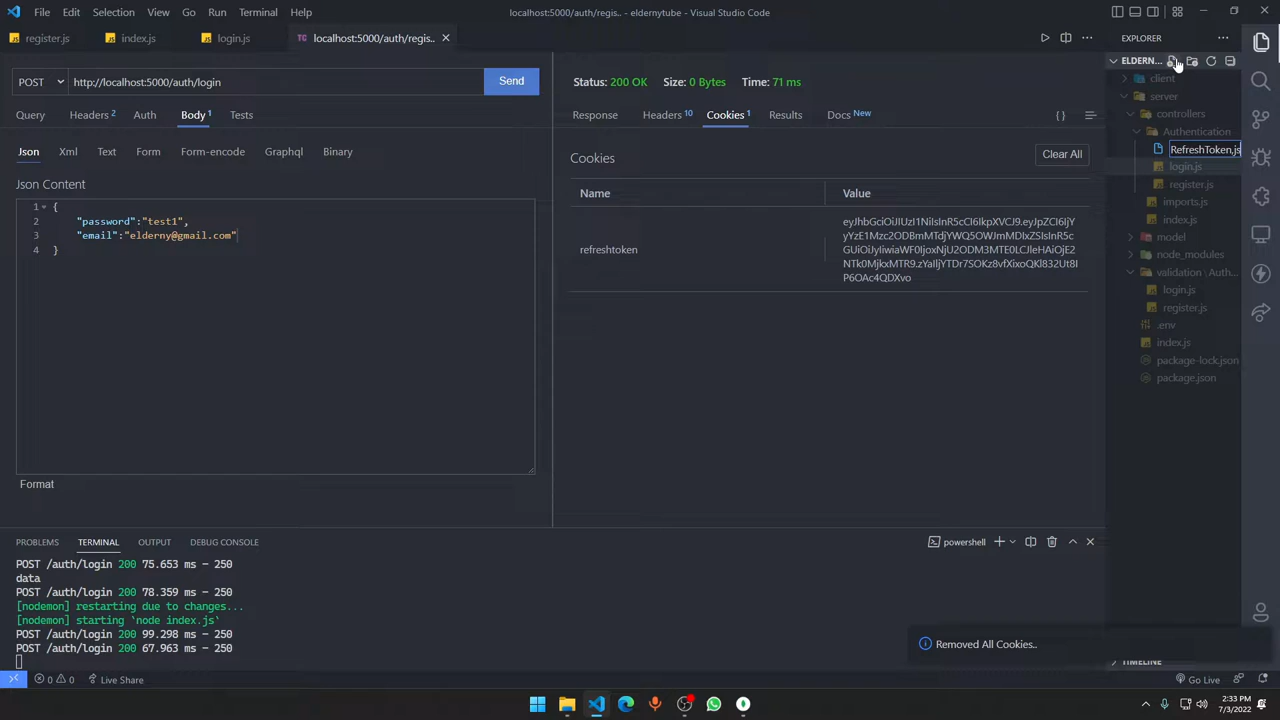 File Edit Selection View Go Run Terminal Help
localhost:5000/auth/regis.. - eldernytube - Visual Studio Code
register.js index.js login.js TC localhost:5000/auth/regis..
EXPLORER
POST http://localhost:5000/auth/login Send
Query Headers 2 Auth Body 1 Tests
Json Xml Text Form Form-encode Graphql Binary
Json Content
1 {
2 "password":"test1",
3 "email":"elderny@gmail.com"
4 }
Format
Status: 200 OK Size: 0 Bytes Time: 71 ms
Response Headers 10 Cookies 1 Results Docs New
{ }
Cookies
Clear All
Name Value
refreshtoken
ELDERN...
client
server
controllers
Authentication
RefreshToken.js
login.js
register.js
imports.js
index.js
model
node_modules
validation \ Auth...
login.js
register.js
.env
index.js
package-lock.json
package.json
TIMELINE
PROBLEMS TERMINAL OUTPUT DEBUG CONSOLE
powershell
POST /auth/login 200 75.653 ms - 250
data
POST /auth/login 200 78.359 ms - 250
[nodemon] restarting due to changes...
[nodemon] starting `node index.js`
POST /auth/login 200 99.298 ms - 250
POST /auth/login 200 67.963 ms - 250
Removed All Cookies..
0 0 Live Share
Go Live
2:33 PM
7/3/2022